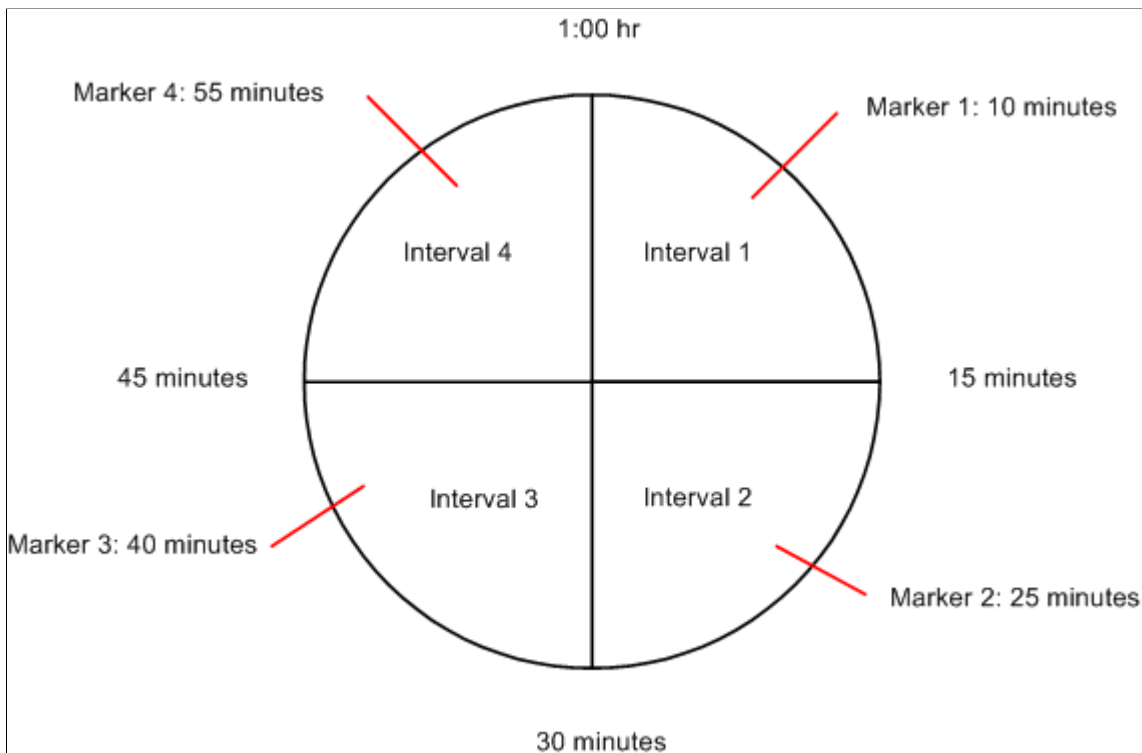 1:00 hr
Marker 4: 55 minutes
Marker 1: 10 minutes
Interval 4
Interval 1
45 minutes
15 minutes
Interval 3
Interval 2
Marker 3: 40 minutes
Marker 2: 25 minutes
30 minutes